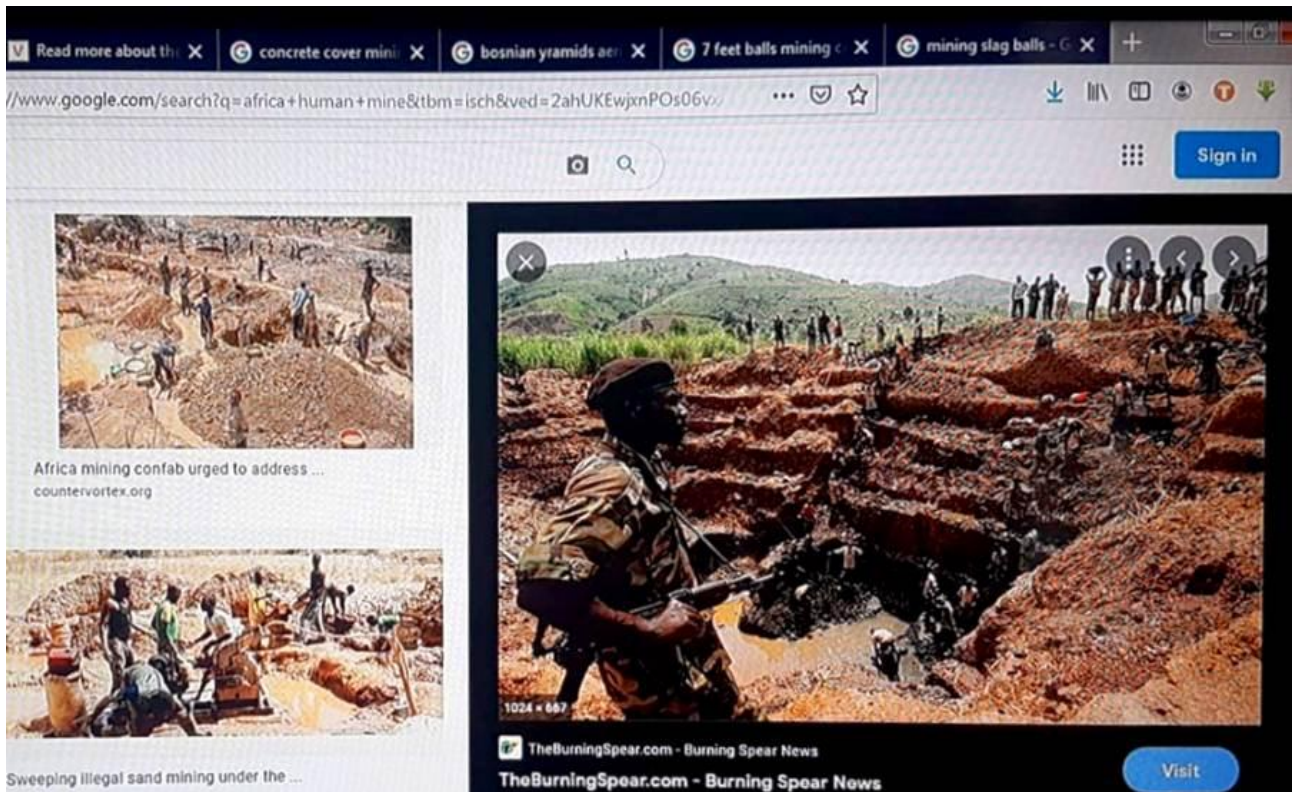 V Read more about th
concrete cover mini
bosnian yramids aer
7 feet balls mining c
mining slag balls - G
//www.google.com/search?q=africa+human+mine&tbm=isch&ved=2ahUKEwjxnPOs06v
T
Sign in
Africa mining confab urged to address ...
countervortex.org
Sweeping illegal sand mining under the ...
1024 × 667
TheBurningSpear.com - Burning Spear News
TheBurningSpear.com - Burning Spear News
Visit